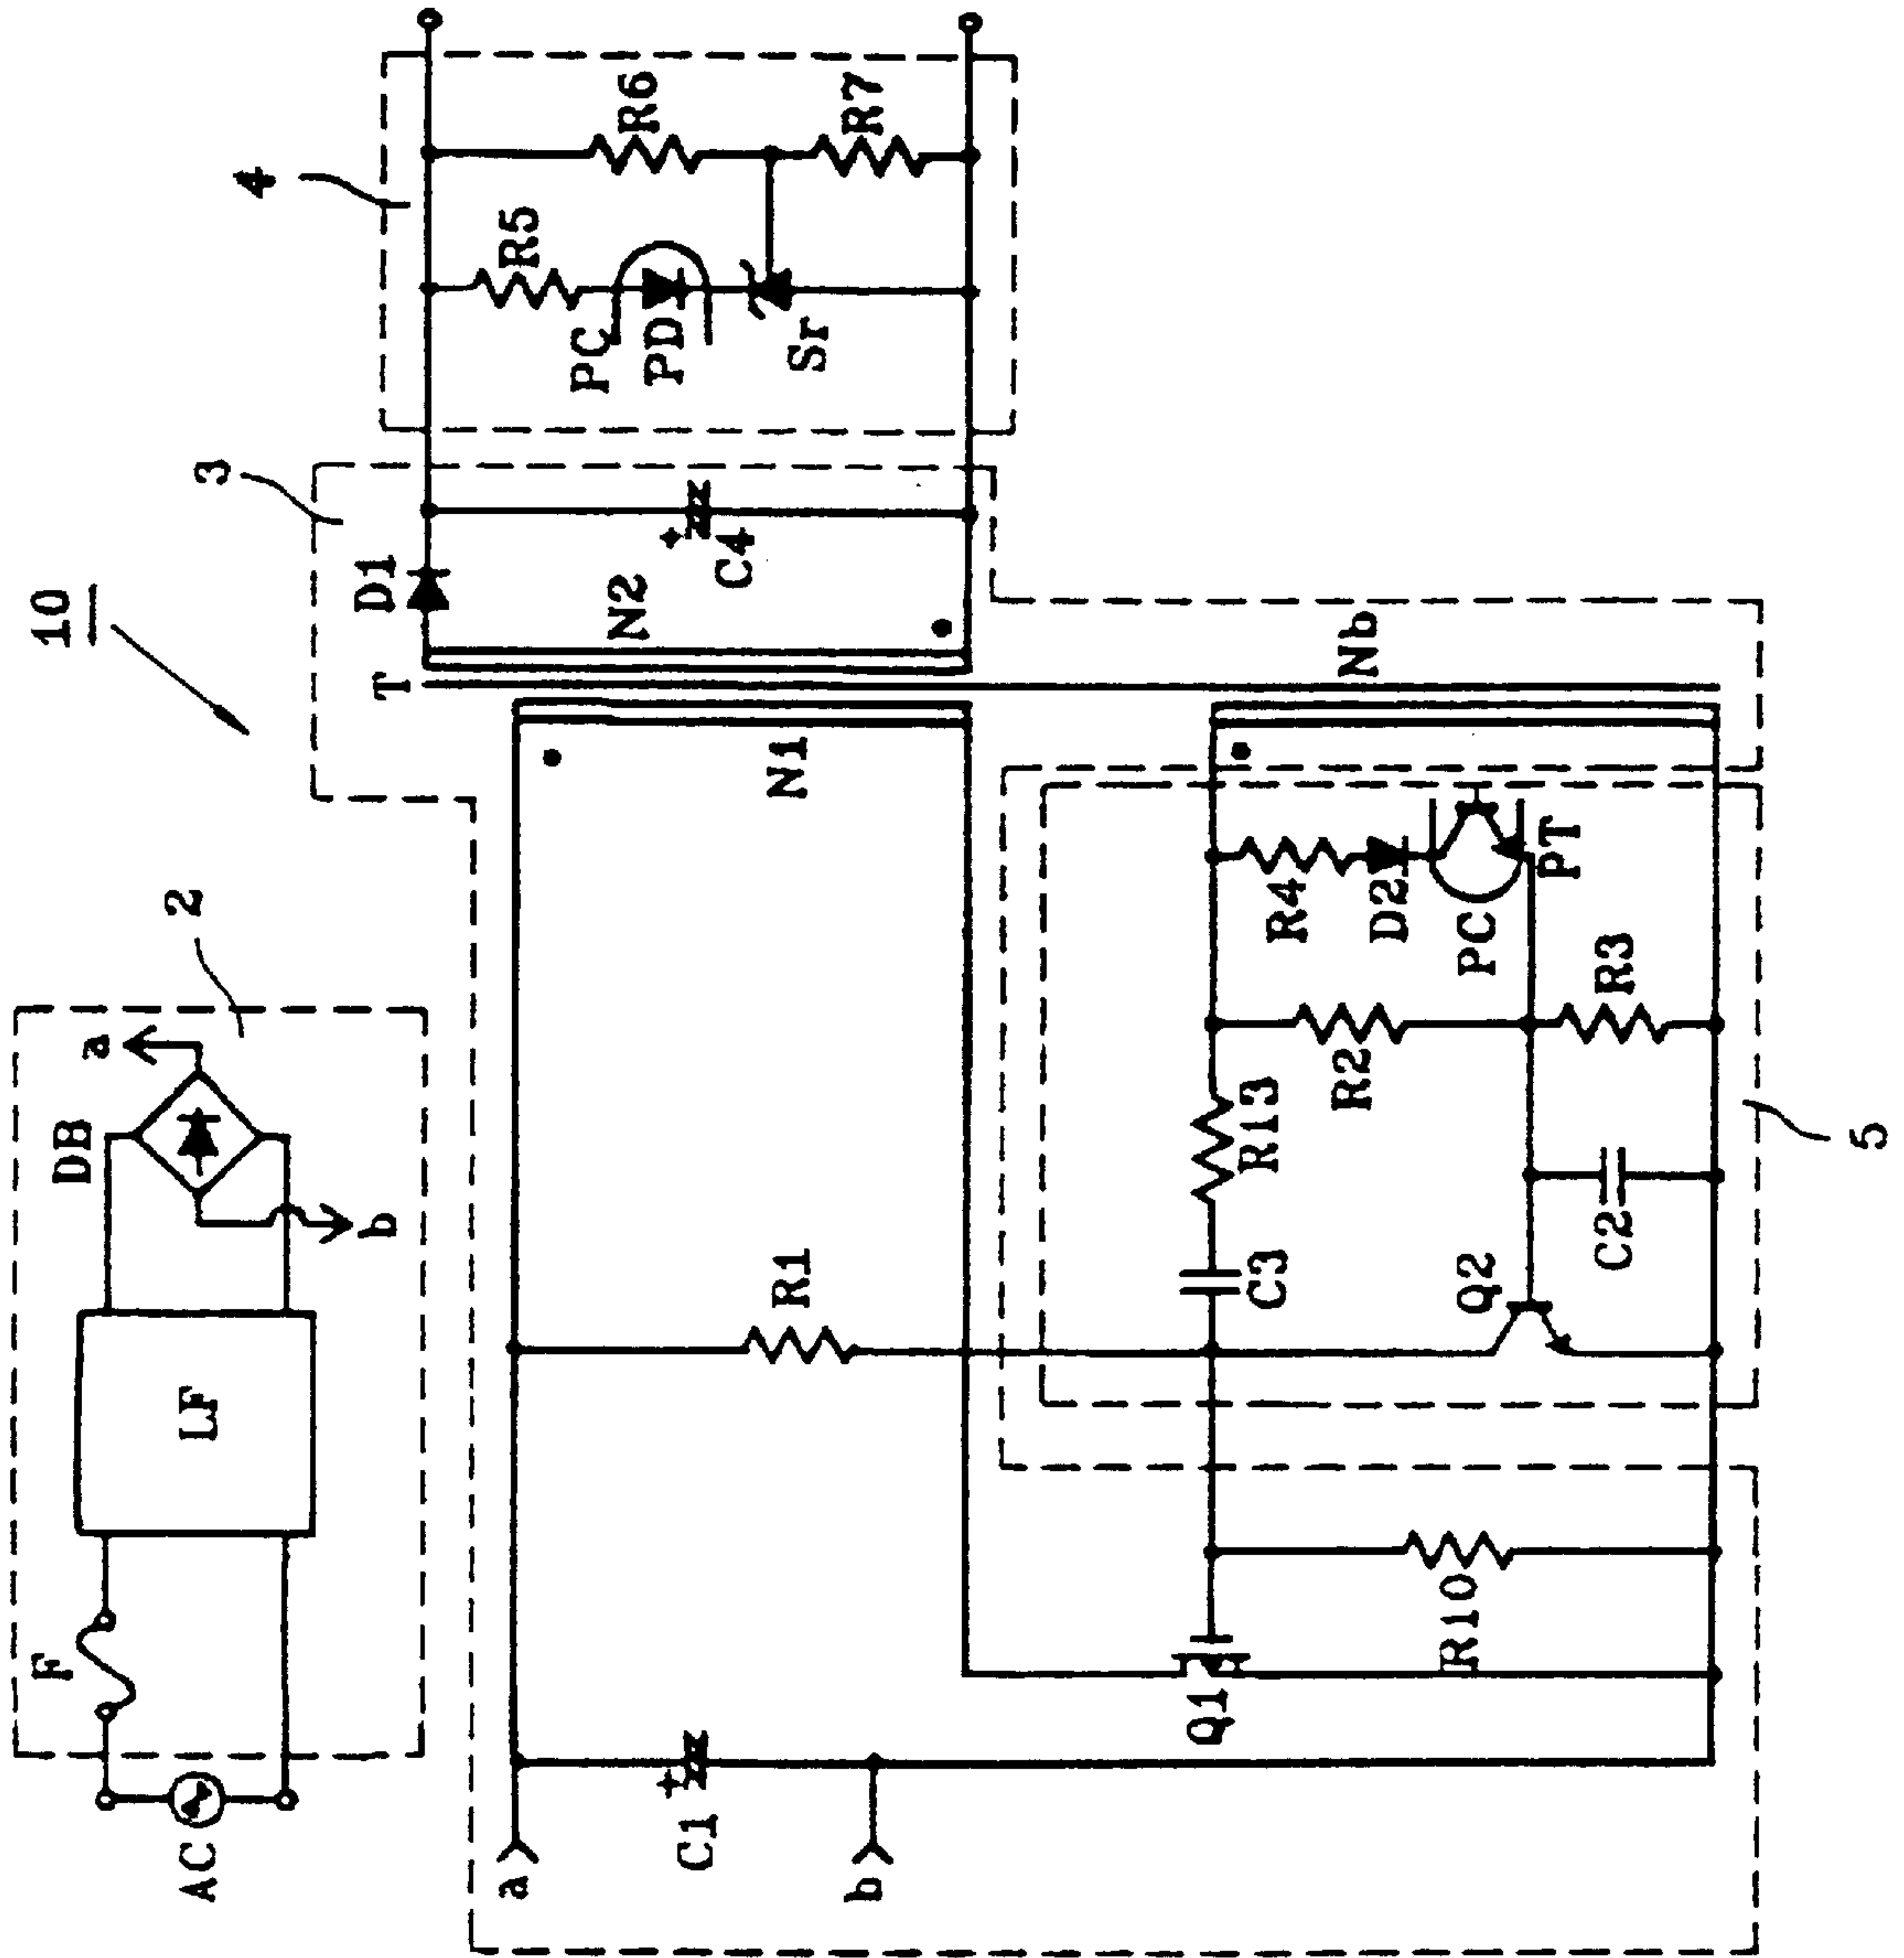 10
F
LF
DB
a
AC
b
2
3
4
T
D1
R5
R6
PC
PD
N2
C4
Sr
R7
a
C1
R1
N1
b
Nb
Q1
C3
R13
R4
R2
D2
R10
Q2
PC
PT
C2
R3
5